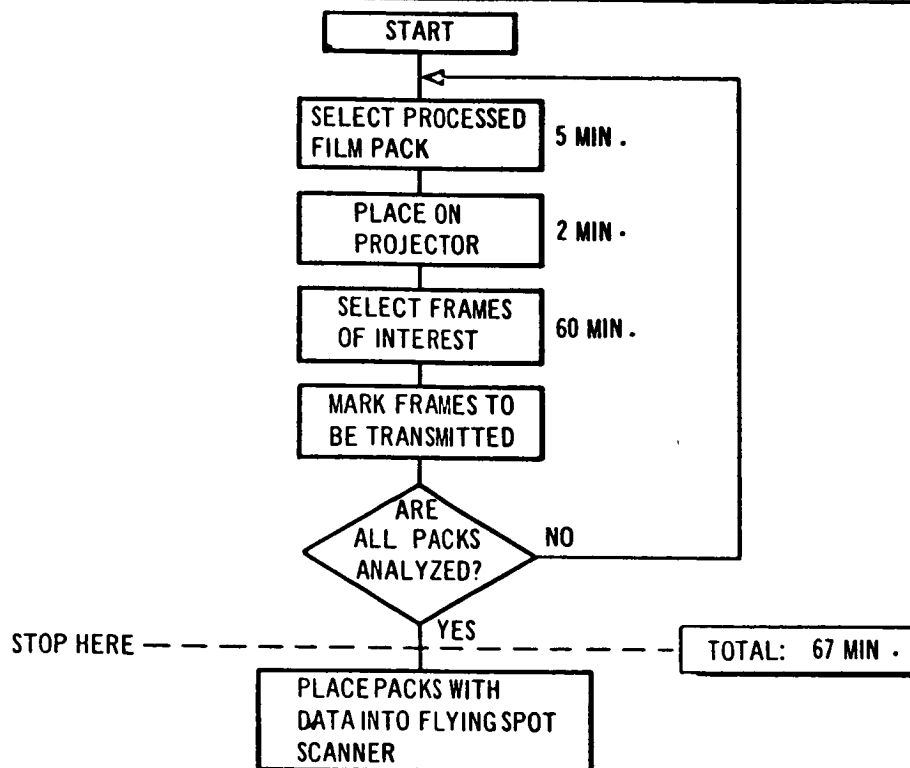 START
SELECT PROCESSED
FILM PACK
5 MIN.
PLACE ON
PROJECTOR
2 MIN.
SELECT FRAMES
OF INTEREST
60 MIN.
MARK FRAMES TO
BE TRANSMITTED
ARE
ALL PACKS
ANALYZED?
NO
YES
STOP HERE
TOTAL: 67 MIN.
PLACE PACKS WITH
DATA INTO FLYING SPOT
SCANNER